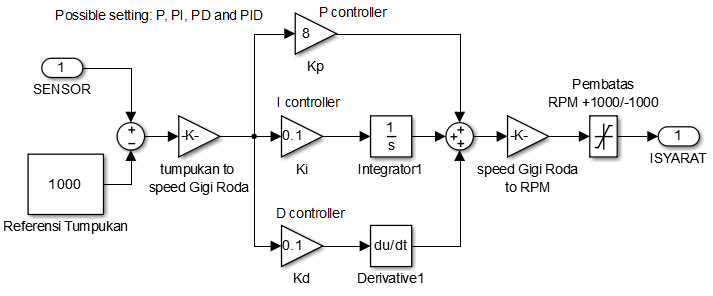 Possible setting: P, PI, PD and PID
P controller
8
Kp
1
SENSOR
+
−
1000
Referensi Tumpukan
-K-
tumpukan to
speed Gigi Roda
I controller
0.1
Ki
1
s
Integrator1
D controller
0.1
Kd
du/dt
Derivative1
+
+
+
-K-
speed Gigi Roda
to RPM
Pembatas
RPM +1000/-1000
1
ISYARAT